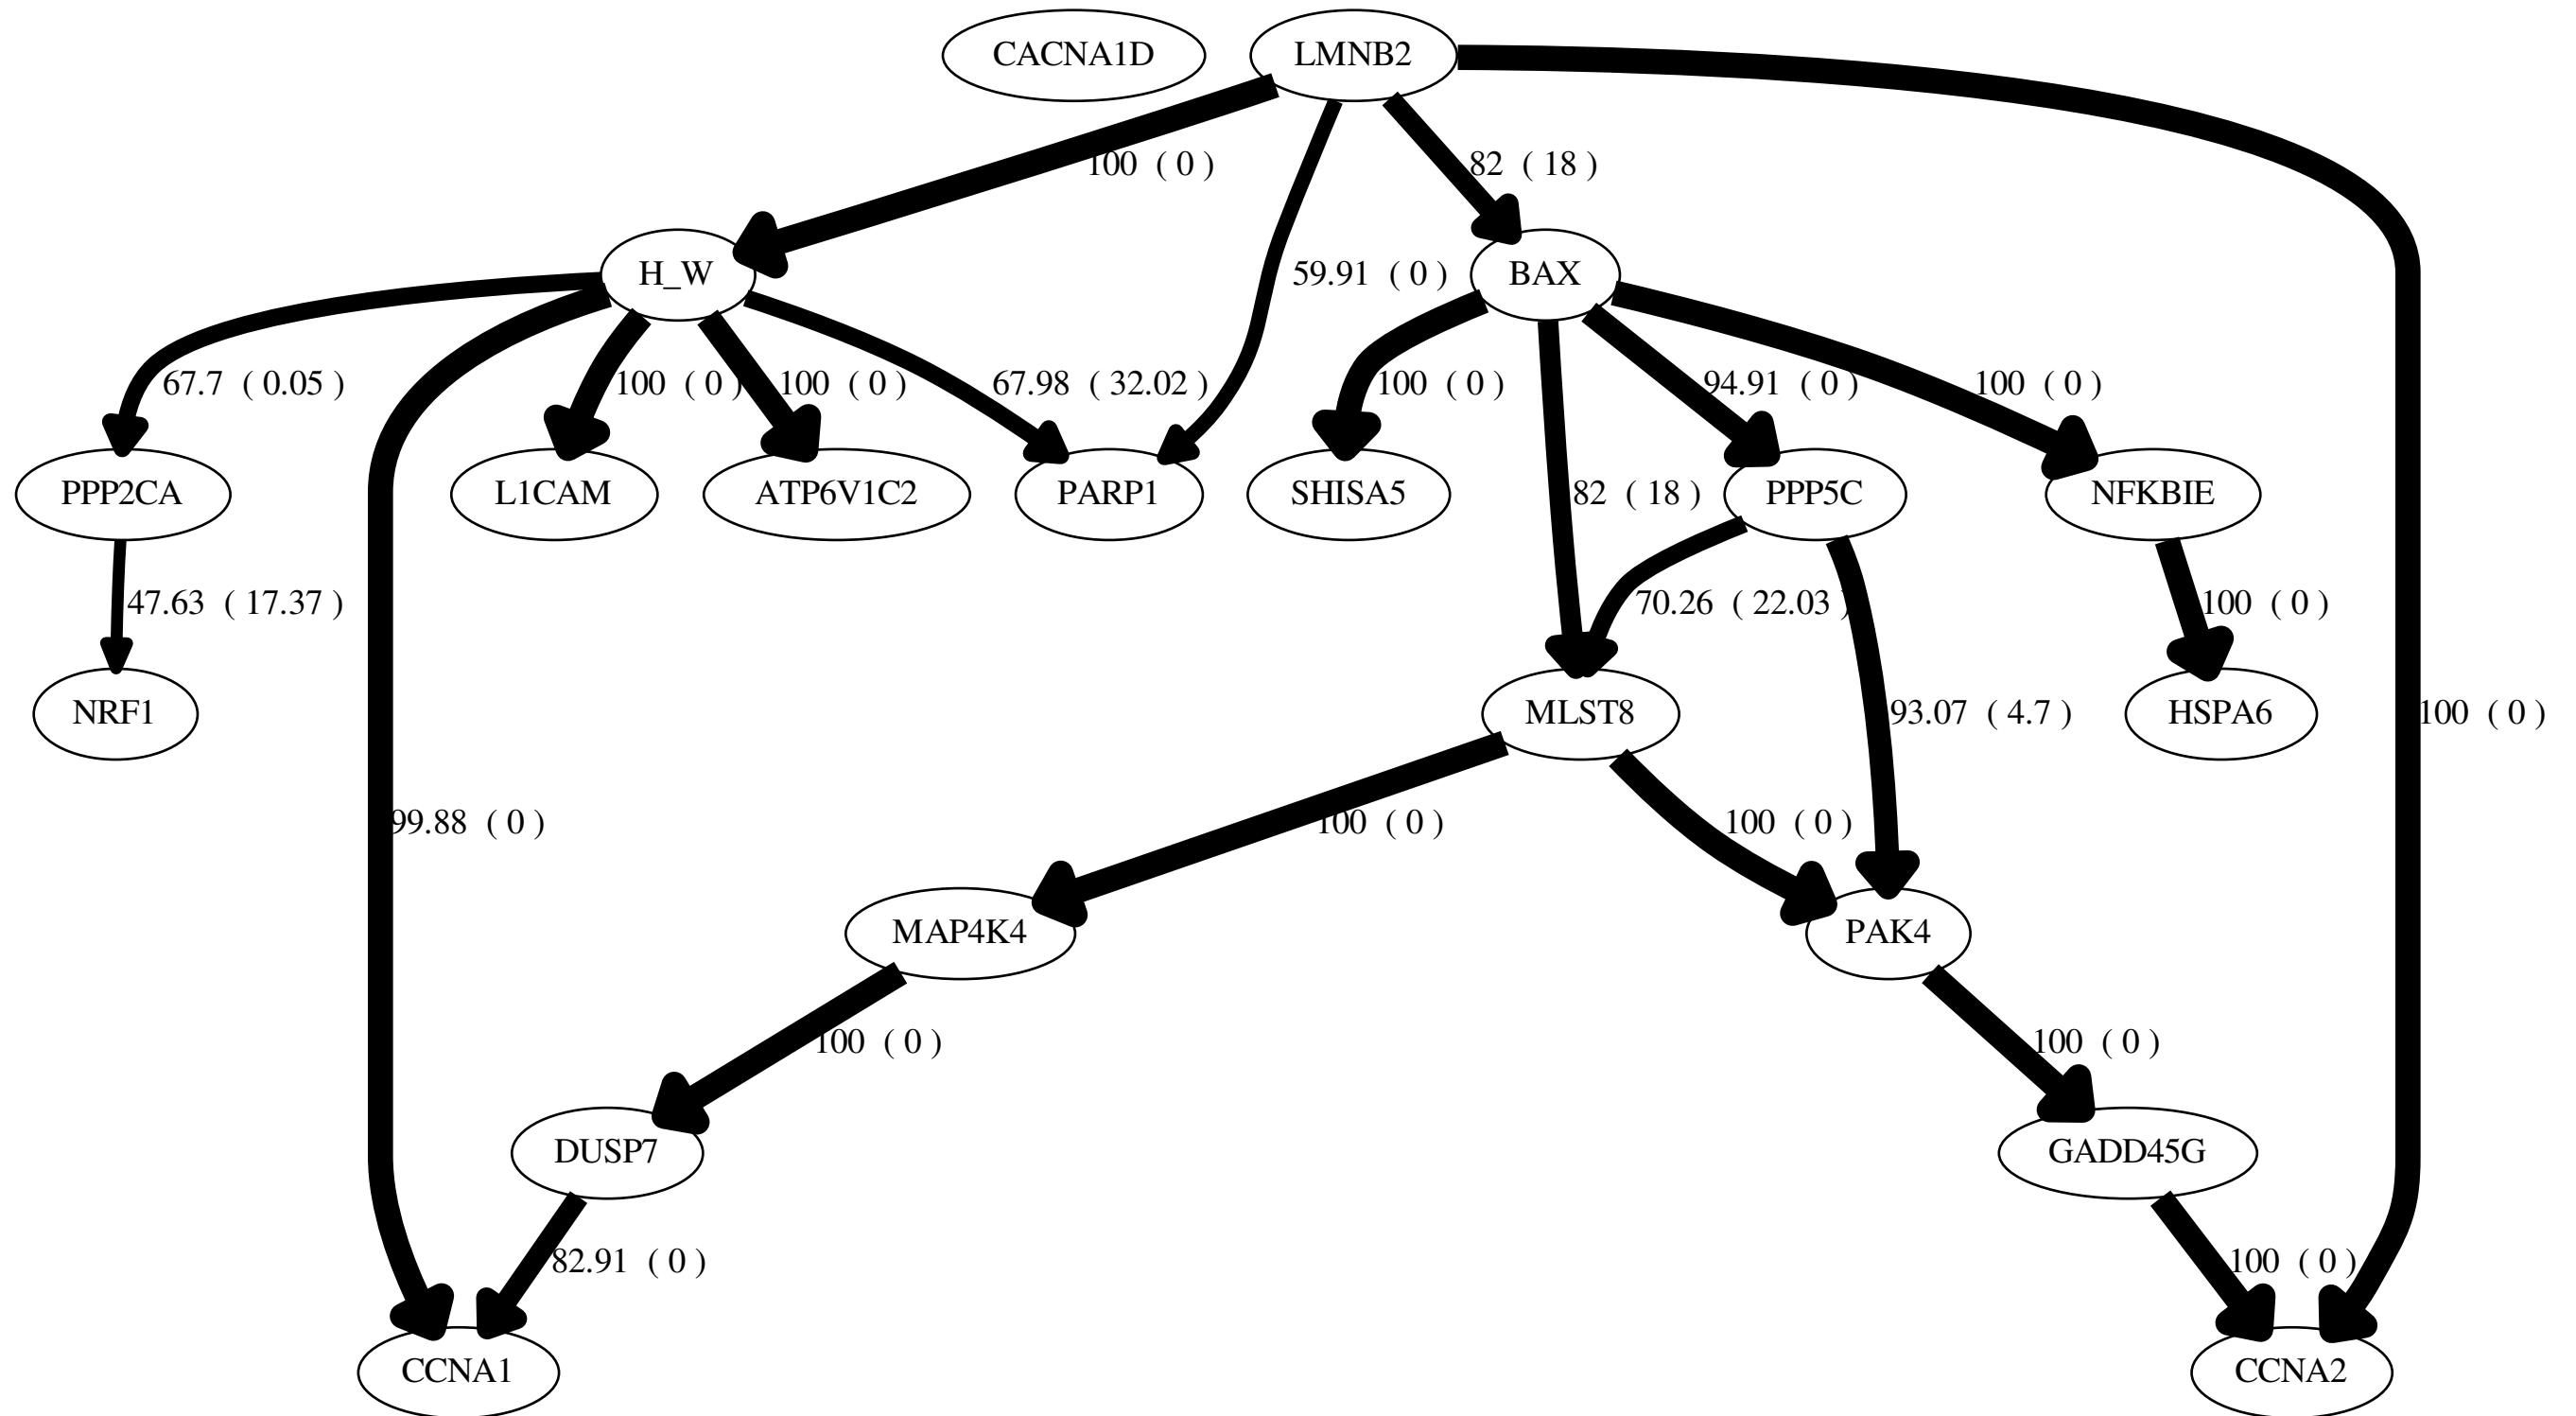 CACNA1D
LMNB2
100 ( 0 )
82 ( 18 )
H_W
59.91 ( 0 )
BAX
67.7 ( 0.05 )
100 ( 0 )
100 ( 0 )
67.98 ( 32.02 )
100 ( 0 )
94.91 ( 0 )
100 ( 0 )
PPP2CA
L1CAM
ATP6V1C2
PARP1
SHISA5
82 ( 18 )
PPP5C
NFKBIE
47.63 ( 17.37 )
70.26 ( 22.03 )
100 ( 0 )
NRF1
MLST8
93.07 ( 4.7 )
HSPA6
100 ( 0 )
99.88 ( 0 )
100 ( 0 )
100 ( 0 )
MAP4K4
PAK4
100 ( 0 )
100 ( 0 )
DUSP7
GADD45G
82.91 ( 0 )
100 ( 0 )
CCNA1
CCNA2